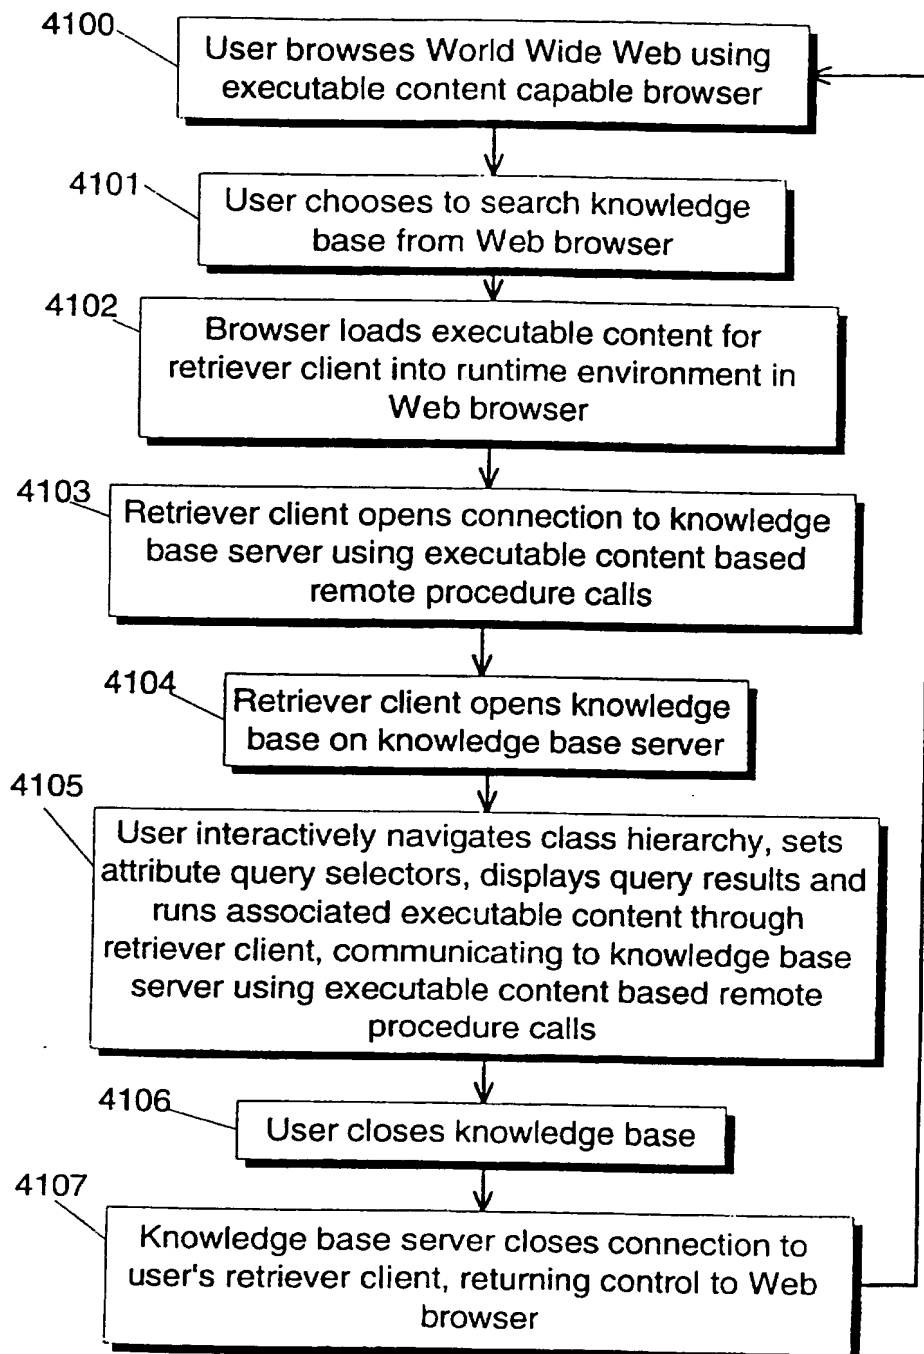 4100
User browses World Wide Web using
executable content capable browser
4101
User chooses to search knowledge
base from Web browser
4102
Browser loads executable content for
retriever client into runtime environment in
Web browser
4103
Retriever client opens connection to knowledge
base server using executable content based
remote procedure calls
4104
Retriever client opens knowledge
base on knowledge base server
4105
User interactively navigates class hierarchy, sets
attribute query selectors, displays query results and
runs associated executable content through
retriever client, communicating to knowledge base
server using executable content based remote
procedure calls
4106
User closes knowledge base
4107
Knowledge base server closes connection to
user's retriever client, returning control to Web
browser